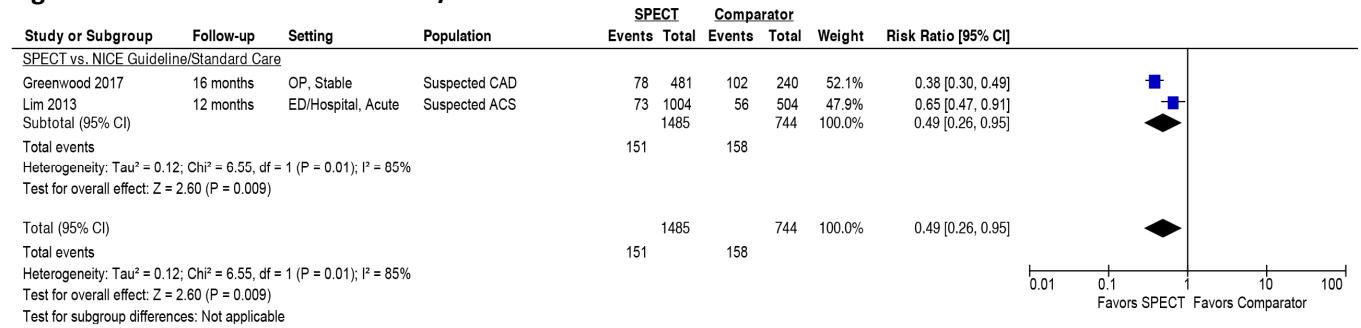 SPECT Comparator
Study or Subgroup Follow-up Setting Population Events Total Events Total Weight Risk Ratio [95% CI]
SPECT vs. NICE Guideline/Standard Care
Greenwood 2017 16 months OP, Stable Suspected CAD 78 481 102 240 52.1% 0.38 [0.30, 0.49]
Lim 2013 12 months ED/Hospital, Acute Suspected ACS 73 1004 56 504 47.9% 0.65 [0.47, 0.91]
Subtotal (95% CI) 1485 744 100.0% 0.49 [0.26, 0.95]
Total events 151 158
Heterogeneity: Tau² = 0.12; Chi² = 6.55, df = 1 (P = 0.01); I² = 85%
Test for overall effect: Z = 2.60 (P = 0.009)
Total (95% CI) 1485 744 100.0% 0.49 [0.26, 0.95]
Total events 151 158
Heterogeneity: Tau² = 0.12; Chi² = 6.55, df = 1 (P = 0.01); I² = 85%
Test for overall effect: Z = 2.60 (P = 0.009)
Test for subgroup differences: Not applicable
0.01 0.1 1 10 100
Favors SPECT Favors Comparator